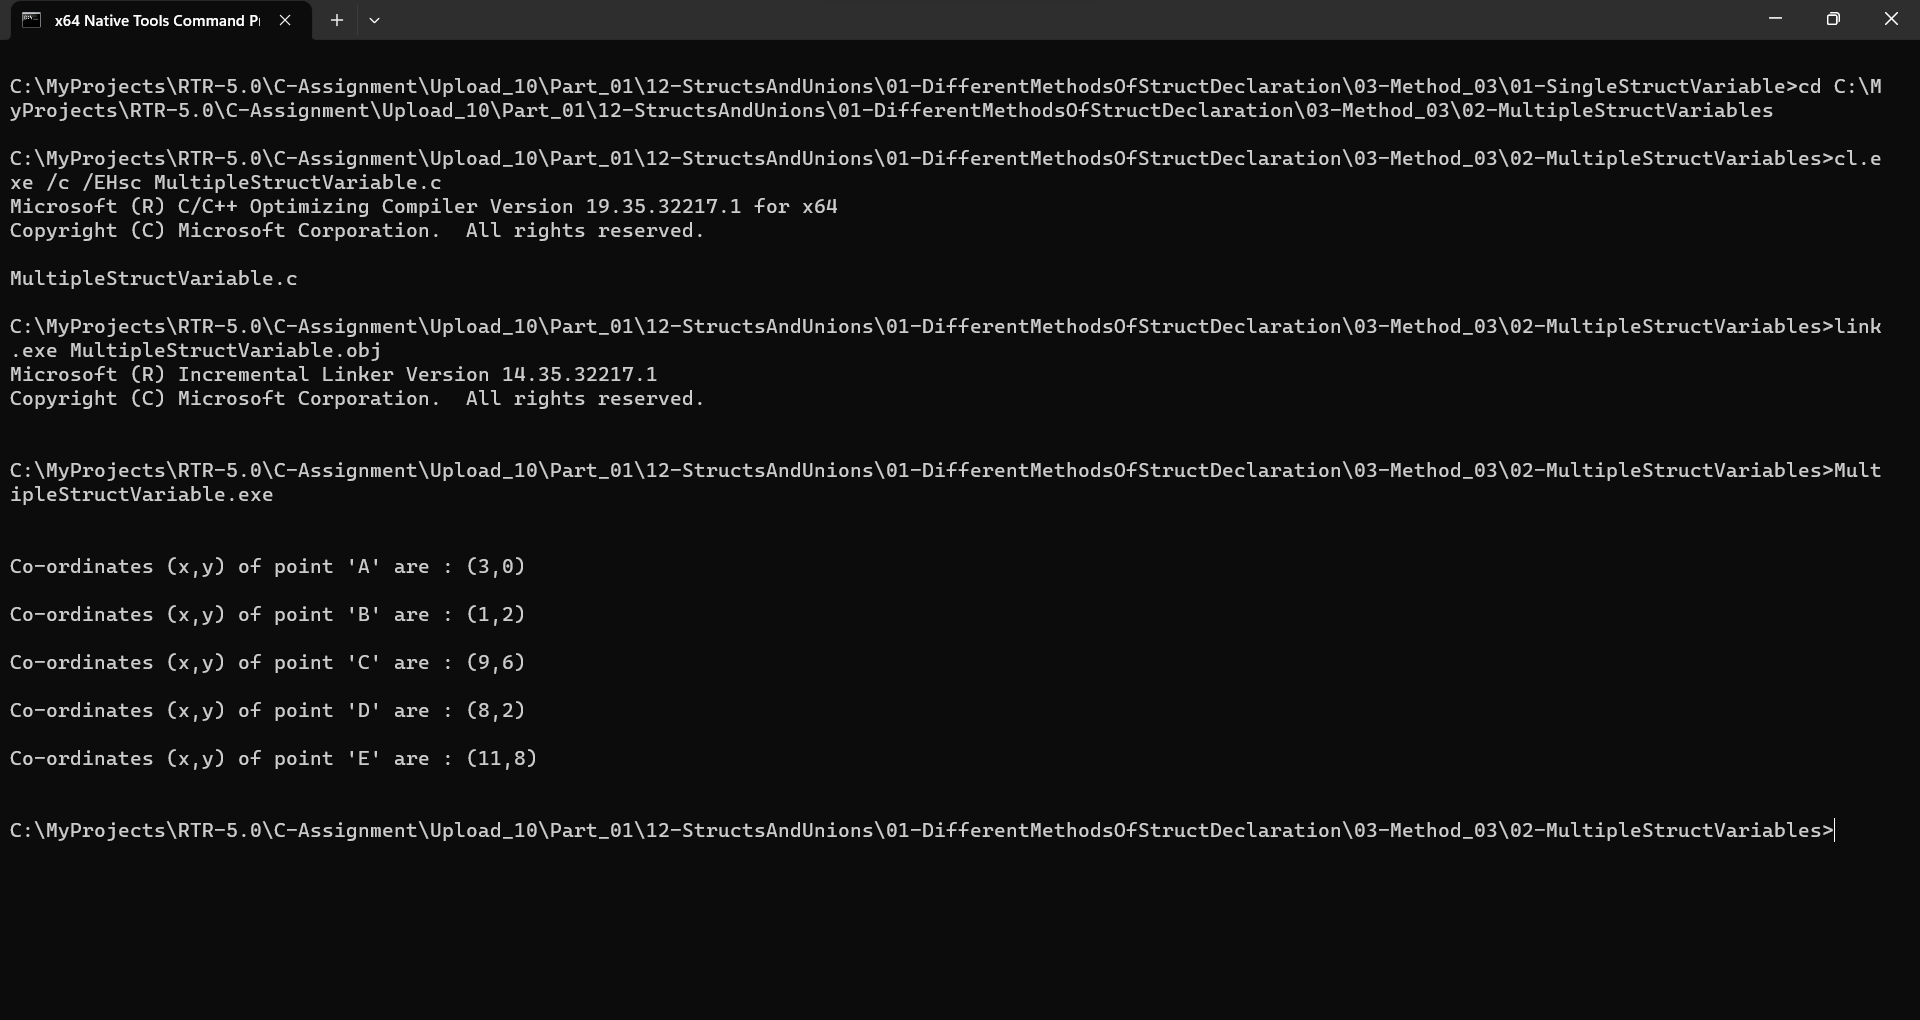 x64 Native Tools Command P
C:\MyProjects\RTR-5.0\C-Assignment\Upload_10\Part_01\12-StructsAndUnions\01-DifferentMethodsOfStructDeclaration\03-Method_03\01-SingleStructVariable>cd C:\M
yProjects\RTR-5.0\C-Assignment\Upload_10\Part_01\12-StructsAndUnions\01-DifferentMethodsOfStructDeclaration\03-Method_03\02-MultipleStructVariables
C:\MyProjects\RTR-5.0\C-Assignment\Upload_10\Part_01\12-StructsAndUnions\01-DifferentMethodsOfStructDeclaration\03-Method_03\02-MultipleStructVariables>cl.e
xe /c /EHsc MultipleStructVariable.c
Microsoft (R) C/C++ Optimizing Compiler Version 19.35.32217.1 for x64
Copyright (C) Microsoft Corporation.  All rights reserved.
MultipleStructVariable.c
C:\MyProjects\RTR-5.0\C-Assignment\Upload_10\Part_01\12-StructsAndUnions\01-DifferentMethodsOfStructDeclaration\03-Method_03\02-MultipleStructVariables>link
.exe MultipleStructVariable.obj
Microsoft (R) Incremental Linker Version 14.35.32217.1
Copyright (C) Microsoft Corporation.  All rights reserved.
C:\MyProjects\RTR-5.0\C-Assignment\Upload_10\Part_01\12-StructsAndUnions\01-DifferentMethodsOfStructDeclaration\03-Method_03\02-MultipleStructVariables>Mult
ipleStructVariable.exe
Co-ordinates (x,y) of point 'A' are : (3,0)
Co-ordinates (x,y) of point 'B' are : (1,2)
Co-ordinates (x,y) of point 'C' are : (9,6)
Co-ordinates (x,y) of point 'D' are : (8,2)
Co-ordinates (x,y) of point 'E' are : (11,8)
C:\MyProjects\RTR-5.0\C-Assignment\Upload_10\Part_01\12-StructsAndUnions\01-DifferentMethodsOfStructDeclaration\03-Method_03\02-MultipleStructVariables>